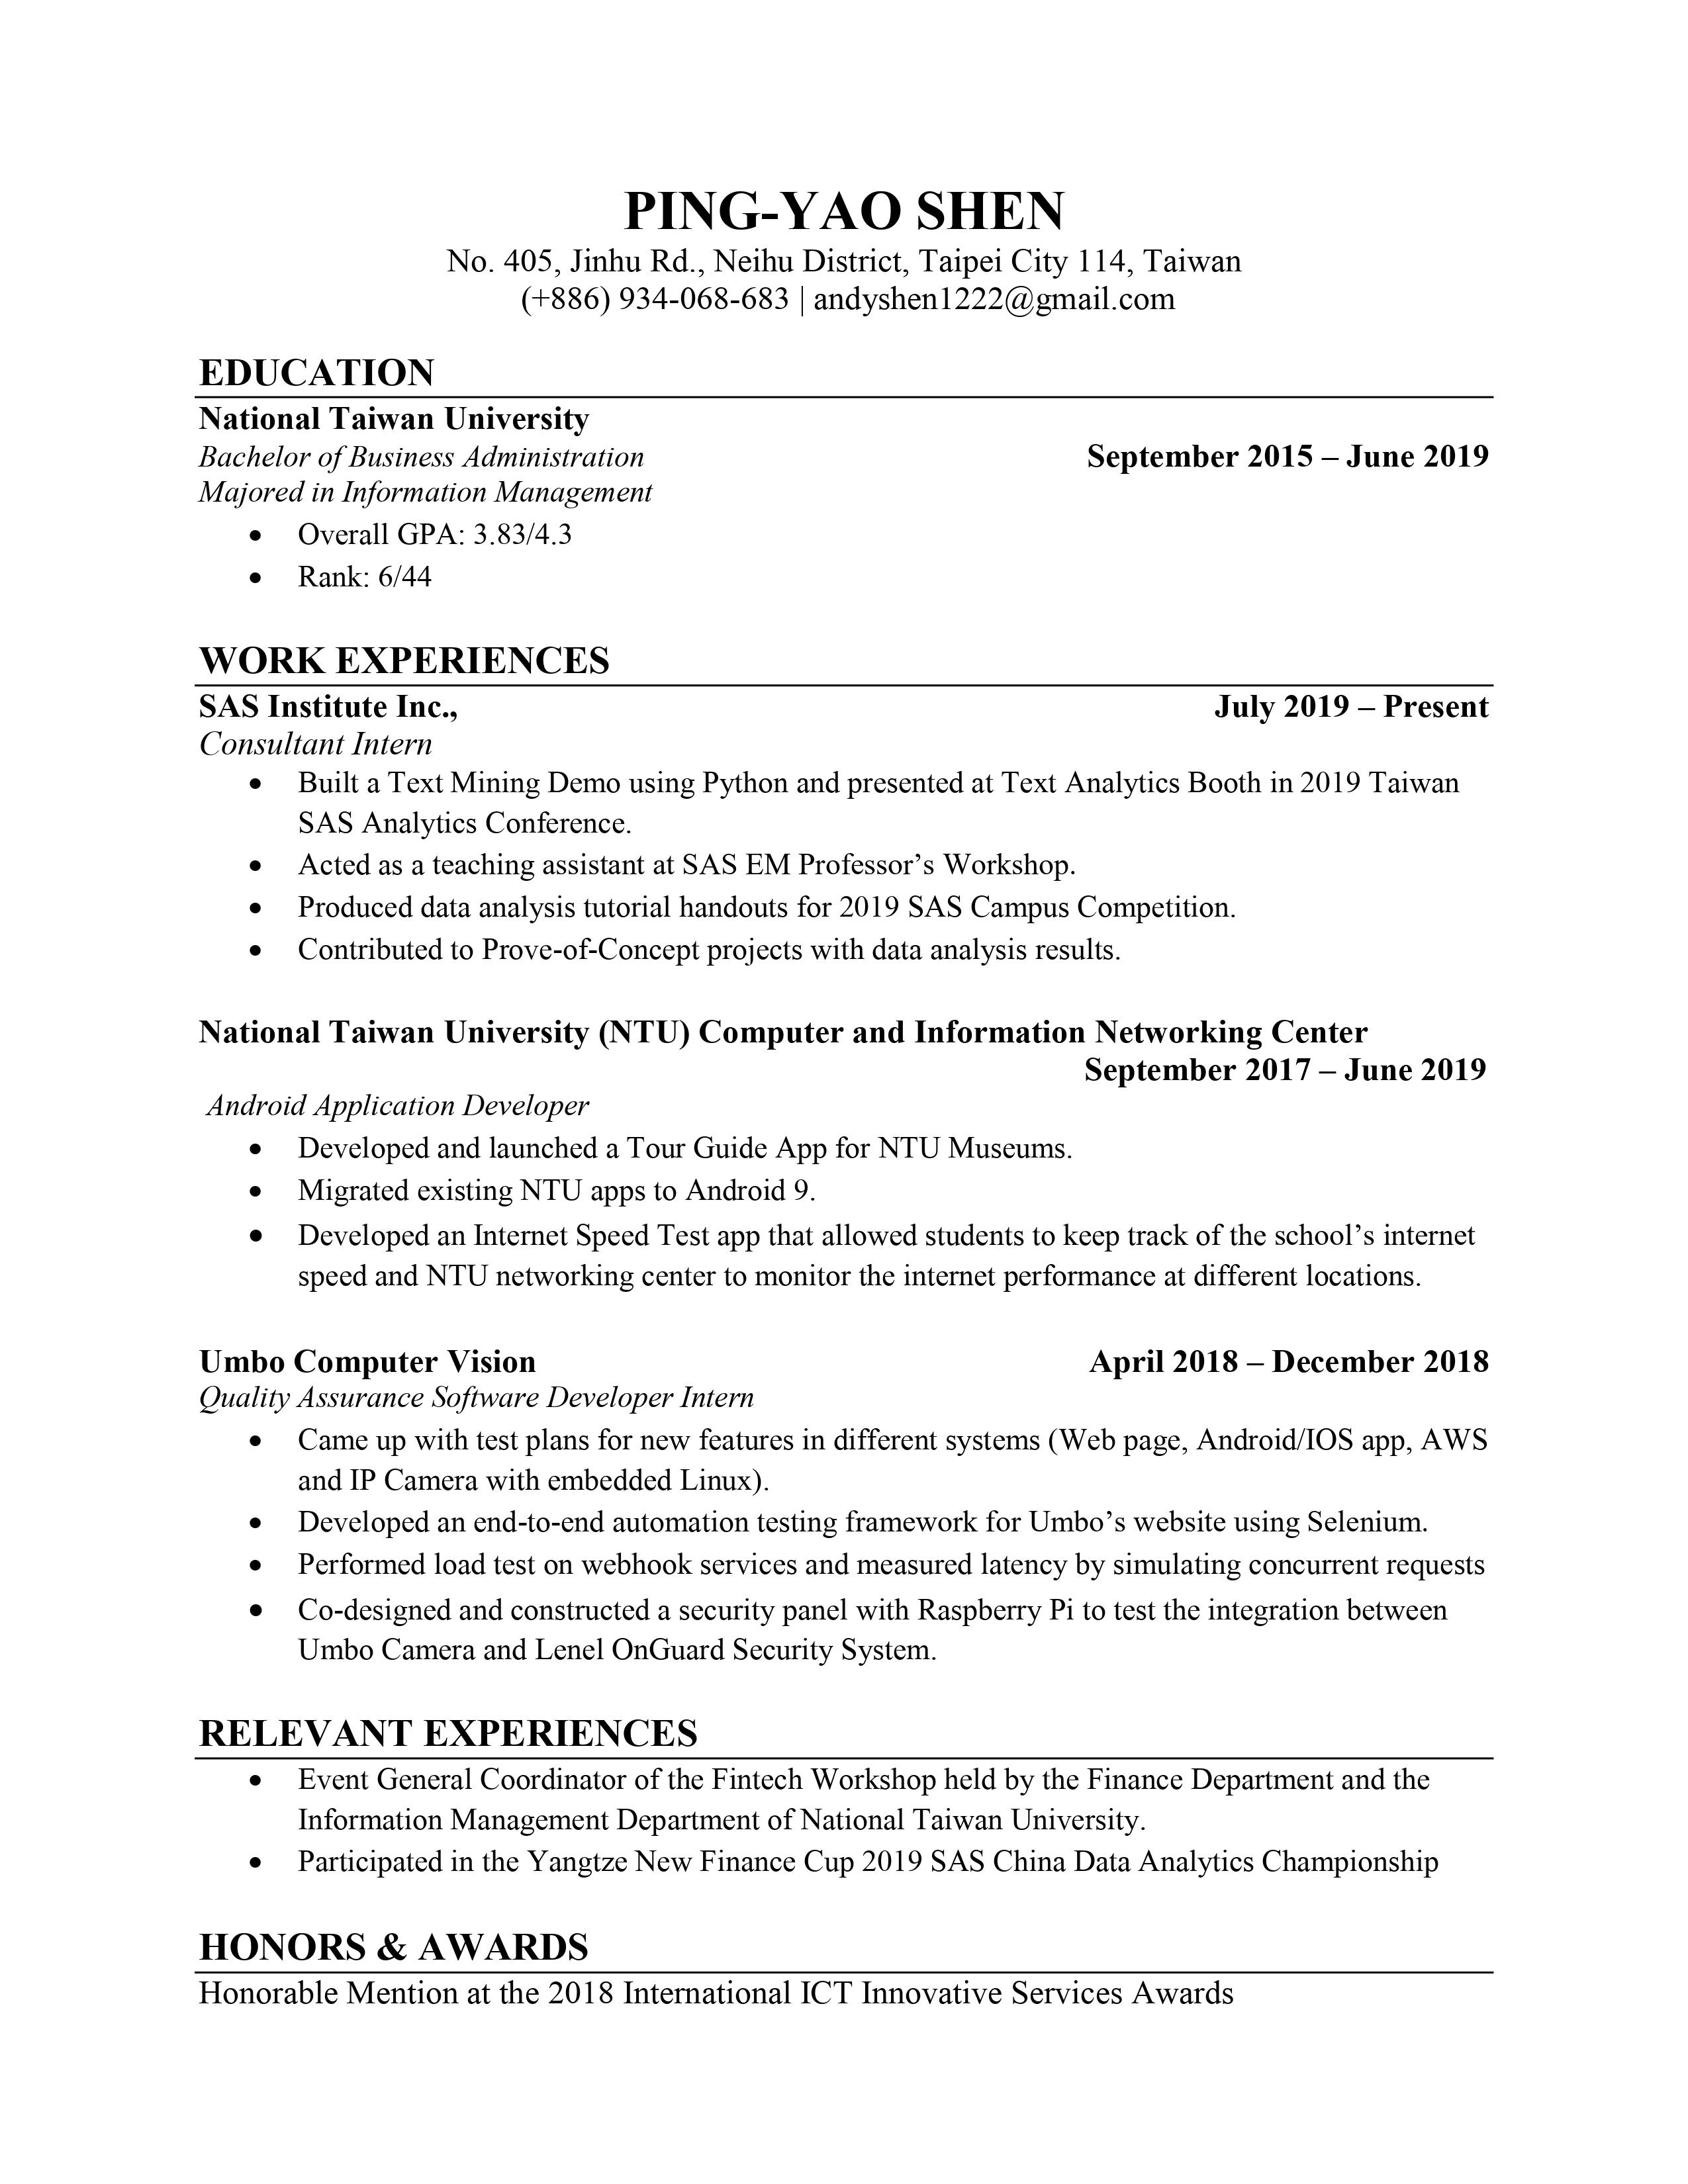 PING-YAO SHEN
No. 405, Jinhu Rd., Neihu District, Taipei City 114, Taiwan
(+886) 934-068-683 | andyshen1222@gmail.com
EDUCATION
National Taiwan University
Bachelor of Business Administration September 2015 – June 2019
Majored in Information Management
• Overall GPA: 3.83/4.3
• Rank: 6/44
WORK EXPERIENCES
SAS Institute Inc., July 2019 – Present
Consultant Intern
• Built a Text Mining Demo using Python and presented at Text Analytics Booth in 2019 Taiwan
SAS Analytics Conference.
• Acted as a teaching assistant at SAS EM Professor’s Workshop.
• Produced data analysis tutorial handouts for 2019 SAS Campus Competition.
• Contributed to Prove-of-Concept projects with data analysis results.
National Taiwan University (NTU) Computer and Information Networking Center
September 2017 – June 2019
Android Application Developer
• Developed and launched a Tour Guide App for NTU Museums.
• Migrated existing NTU apps to Android 9.
• Developed an Internet Speed Test app that allowed students to keep track of the school’s internet
speed and NTU networking center to monitor the internet performance at different locations.
Umbo Computer Vision April 2018 – December 2018
Quality Assurance Software Developer Intern
• Came up with test plans for new features in different systems (Web page, Android/IOS app, AWS
and IP Camera with embedded Linux).
• Developed an end-to-end automation testing framework for Umbo’s website using Selenium.
• Performed load test on webhook services and measured latency by simulating concurrent requests
• Co-designed and constructed a security panel with Raspberry Pi to test the integration between
Umbo Camera and Lenel OnGuard Security System.
RELEVANT EXPERIENCES
• Event General Coordinator of the Fintech Workshop held by the Finance Department and the
Information Management Department of National Taiwan University.
• Participated in the Yangtze New Finance Cup 2019 SAS China Data Analytics Championship
HONORS & AWARDS
Honorable Mention at the 2018 International ICT Innovative Services Awards